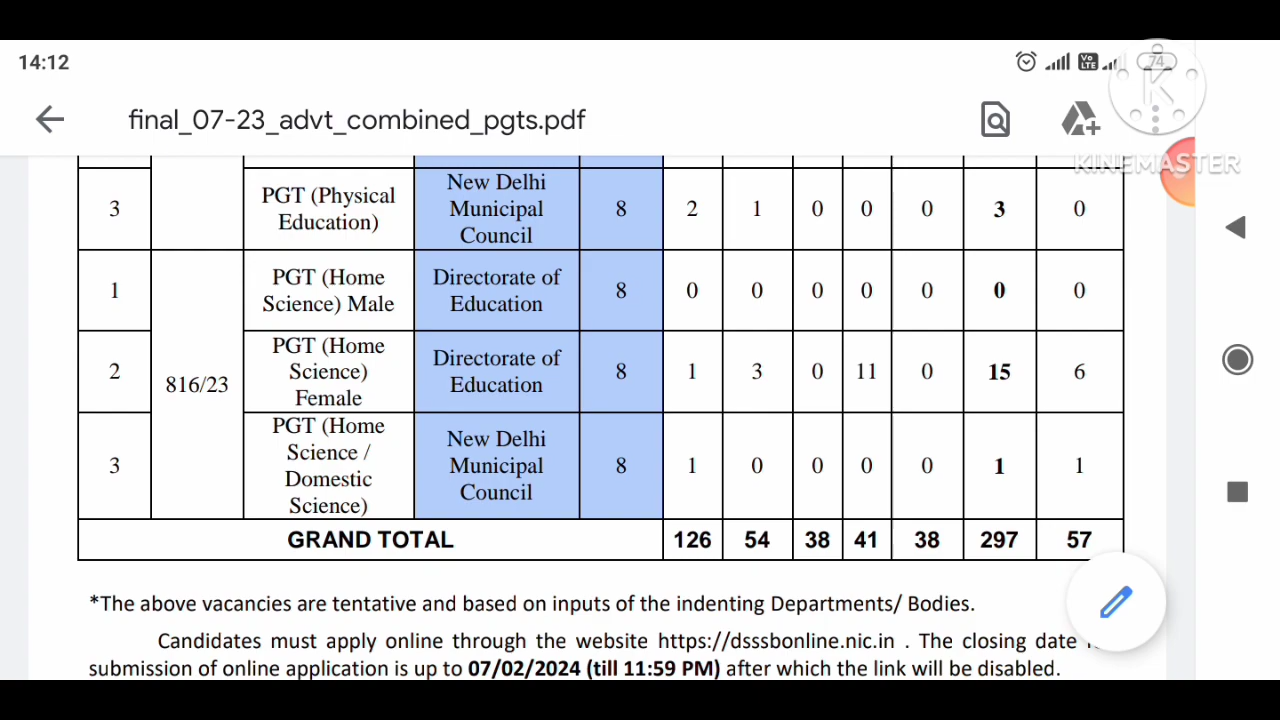 14:12
Vo LTE
74
final_07-23_advt_combined_pgts.pdf
K
KINEMASTER
3 PGT (Physical Education) New Delhi Municipal Council 8 2 1 0 0 0 3 0
816/23
1 PGT (Home Science) Male Directorate of Education 8 0 0 0 0 0 0 0
2 PGT (Home Science) Female Directorate of Education 8 1 3 0 11 0 15 6
3 PGT (Home Science / Domestic Science) New Delhi Municipal Council 8 1 0 0 0 0 1 1
GRAND TOTAL 126 54 38 41 38 297 57
*The above vacancies are tentative and based on inputs of the indenting Departments/ Bodies.
Candidates must apply online through the website https://dsssbonline.nic.in . The closing date
submission of online application is up to 07/02/2024 (till 11:59 PM) after which the link will be disabled.